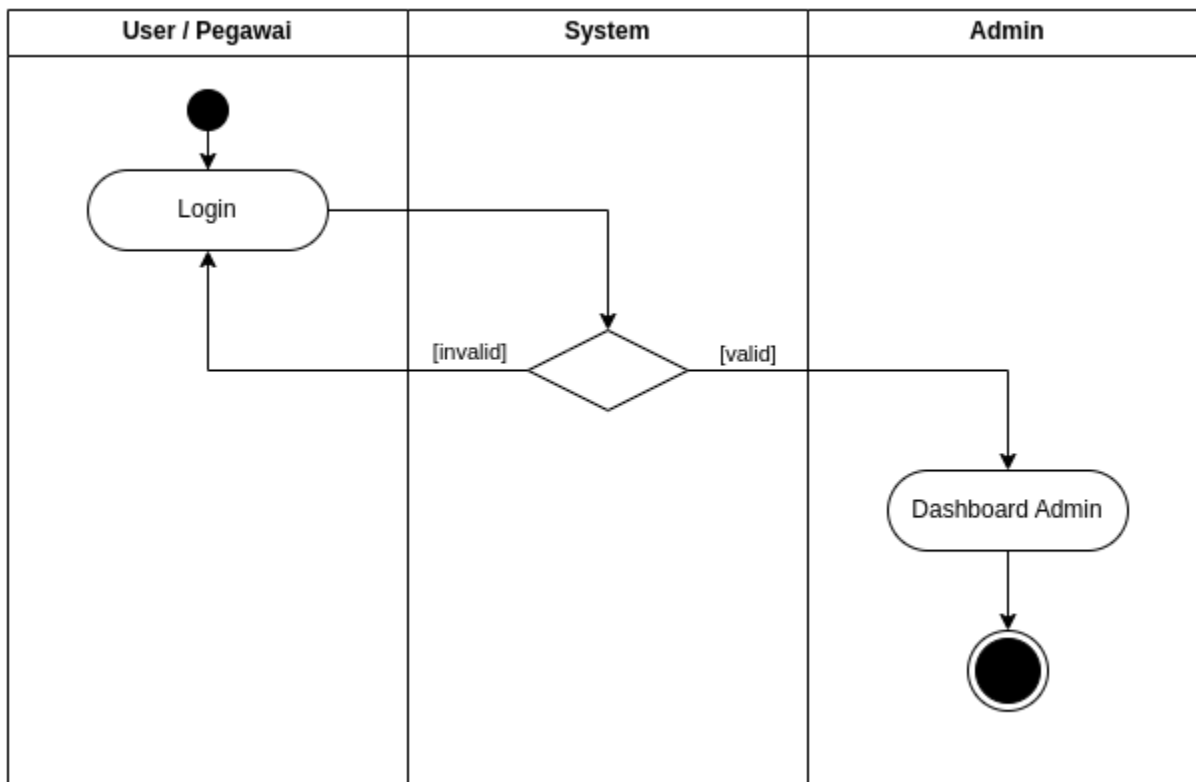 User / Pegawai
System
Admin
Login
[invalid]
[valid]
Dashboard Admin